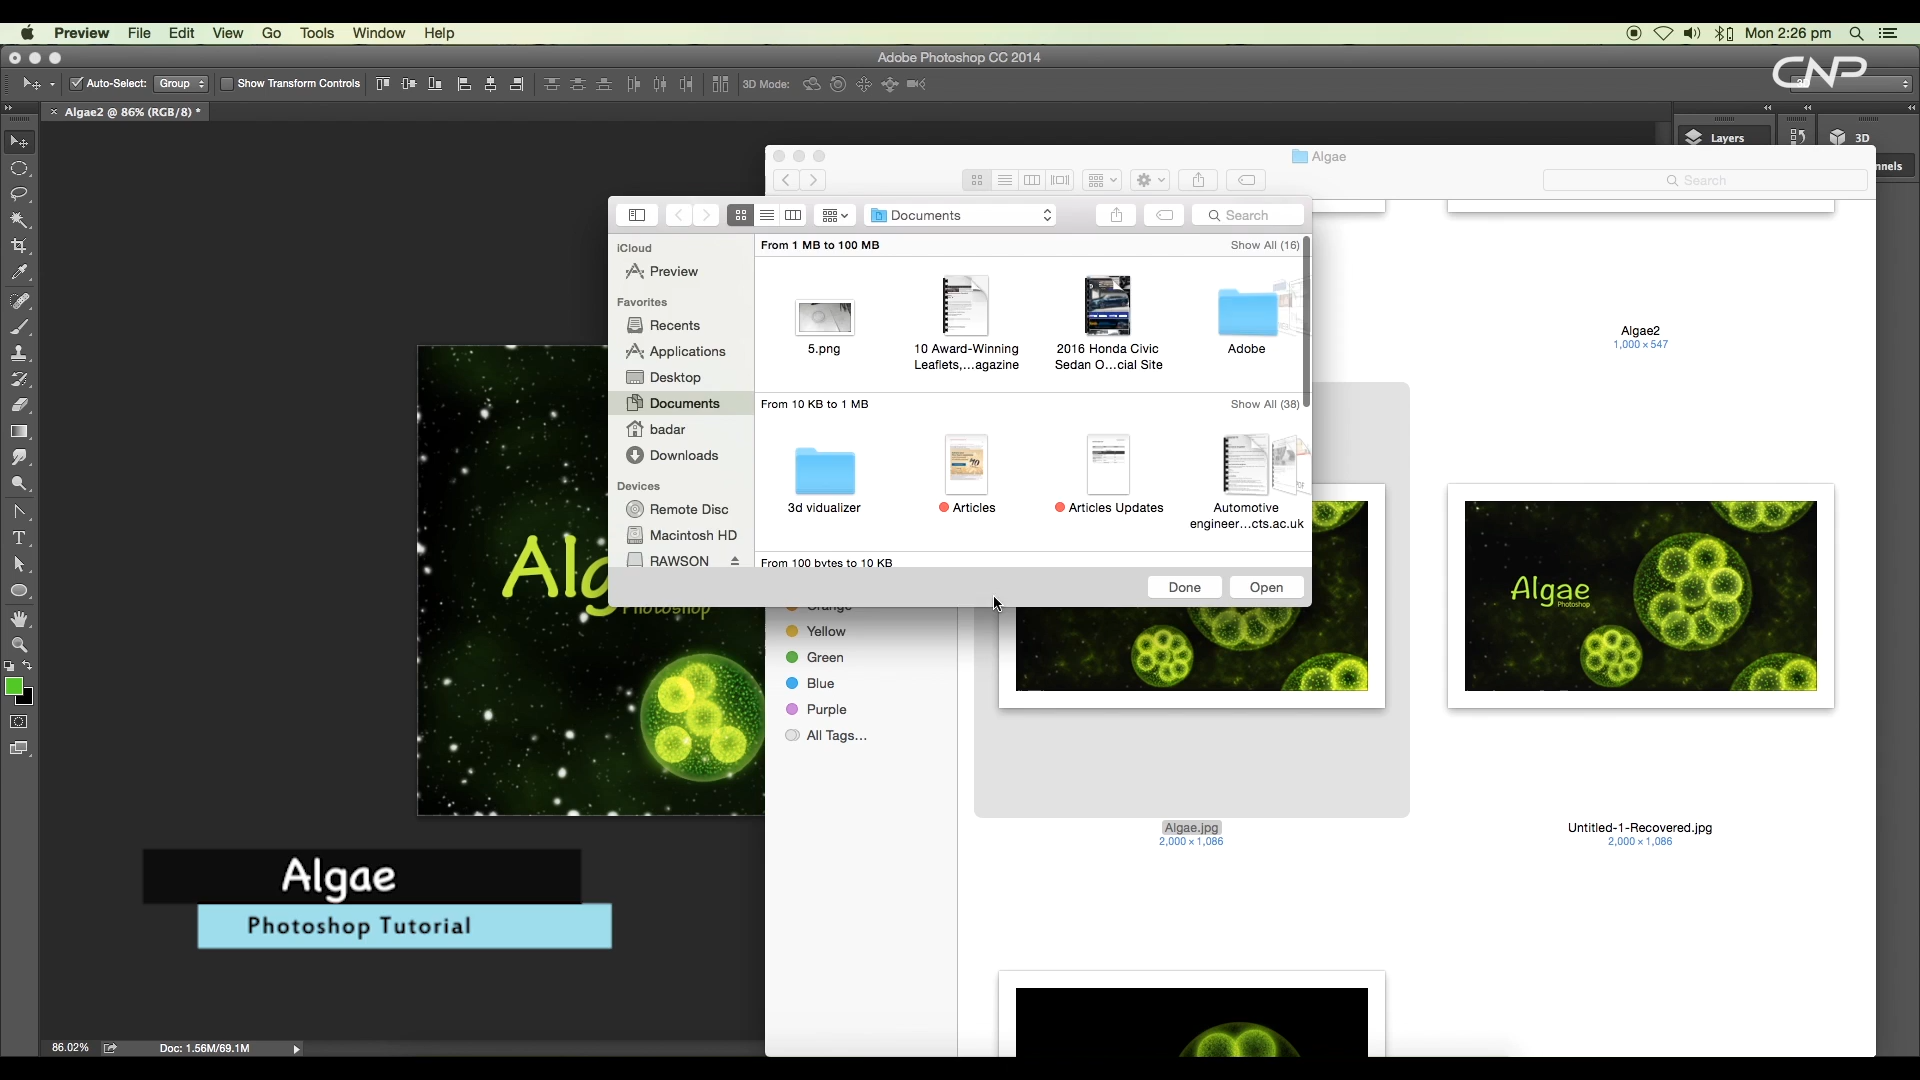 Preview File Edit View Go Tools Window Help Mon 2:26 pm
Adobe Photoshop CC 2014
CNP
Auto-Select: Group Show Transform Controls 3D Mode:
Algae2 @ 86% (RGB/8) *
Layers 3D
nnels
Algae
Search
Documents Search
iCloud
Preview
Favorites
Recents
Applications
Desktop
Documents
badar
Downloads
Devices
Remote Disc
Macintosh HD
RAWSON
From 1 MB to 100 MB Show All (16)
5.png
10 Award-Winning
Leaflets,...agazine
2016 Honda Civic
Sedan O...cial Site
Adobe
From 10 KB to 1 MB Show All (38)
3d vidualizer
Articles
Articles Updates
Automotive
engineer...cts.ac.uk
From 100 bytes to 10 KB
Done Open
Orange
Yellow
Green
Blue
Purple
All Tags...
Algae2
1,000 × 547
Algae
Photoshop
Algae.jpg
2,000 × 1,086
Untitled-1-Recovered.jpg
2,000 × 1,086
Alg
Photoshop
Algae
Photoshop Tutorial
86.02% Doc: 1.56M/69.1M